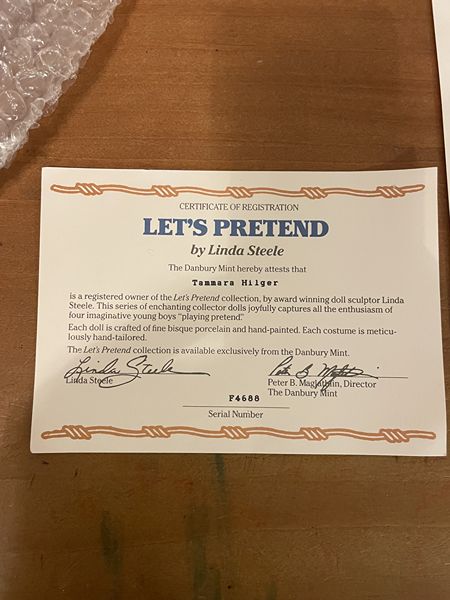 CERTIFICATE OF REGISTRATION
LET'S PRETEND
by Linda Steele
The Danbury Mint hereby attests that
Tammara Hilger
is a registered owner of the Let's Pretend collection, by award winning doll sculptor Linda
Steele. This series of enchanting collector dolls joyfully captures all the enthusiasm of
four imaginative young boys "playing pretend."
Each doll is crafted of fine bisque porcelain and hand-painted. Each costume is meticu-
lously hand-tailored.
The Let's Pretend collection is available exclusively from the Danbury Mint.
Linda Steele
Linda Steele
Peter B. Maglathlin, Director
The Danbury Mint
F4688
Serial Number